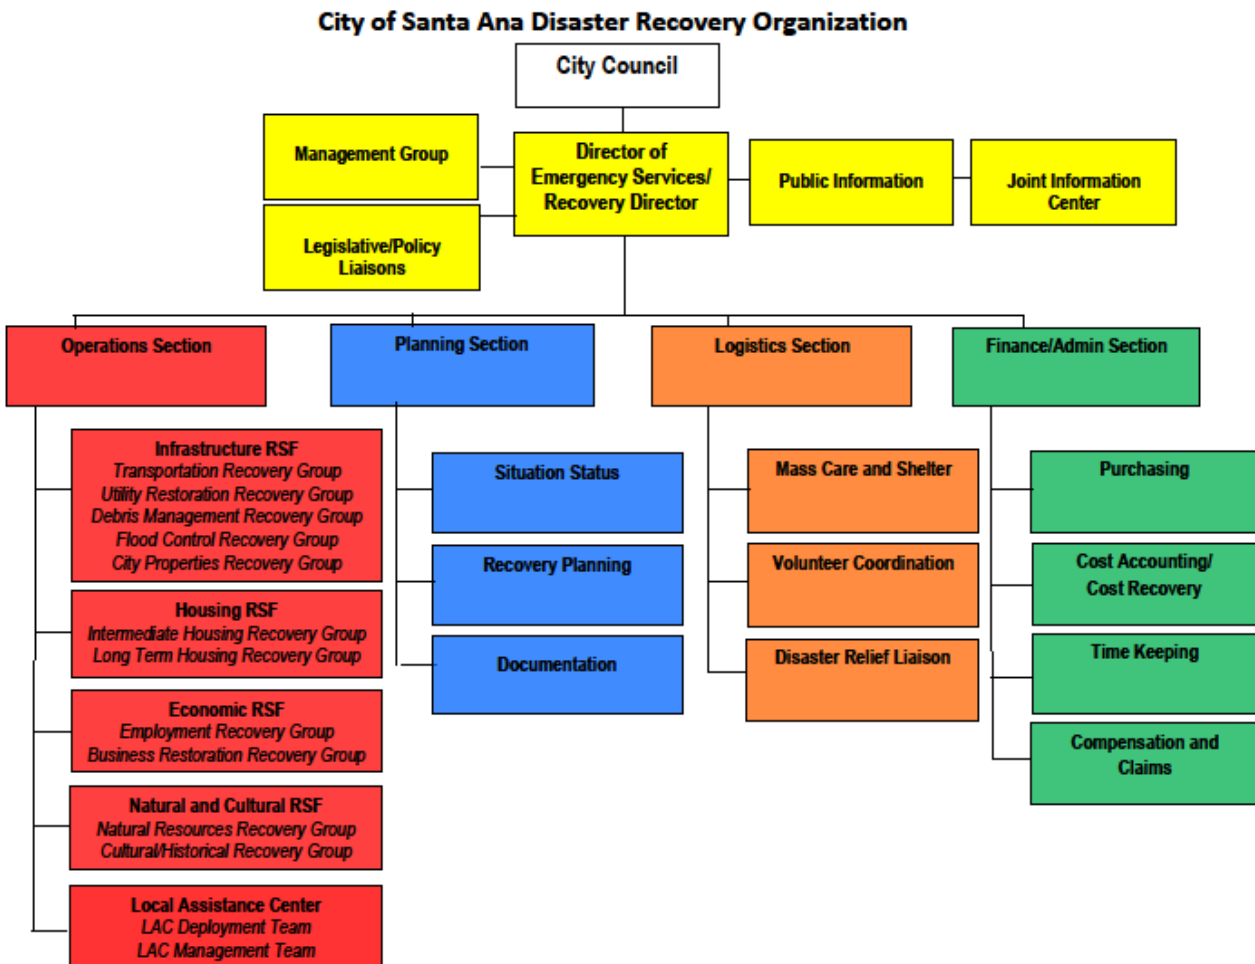 City of Santa Ana Disaster Recovery Organization
City Council
Management Group
Director of
Emergency Services/
Recovery Director
Public Information
Joint Information
Center
Legislative/Policy
Liaisons
Operations Section
Planning Section
Logistics Section
Finance/Admin Section
Infrastructure RSF
Transportation Recovery Group
Utility Restoration Recovery Group
Debris Management Recovery Group
Flood Control Recovery Group
City Properties Recovery Group
Housing RSF
Intermediate Housing Recovery Group
Long Term Housing Recovery Group
Economic RSF
Employment Recovery Group
Business Restoration Recovery Group
Natural and Cultural RSF
Natural Resources Recovery Group
Cultural/Historical Recovery Group
Local Assistance Center
LAC Deployment Team
LAC Management Team
Situation Status
Recovery Planning
Documentation
Mass Care and Shelter
Volunteer Coordination
Disaster Relief Liaison
Purchasing
Cost Accounting/
Cost Recovery
Time Keeping
Compensation and
Claims